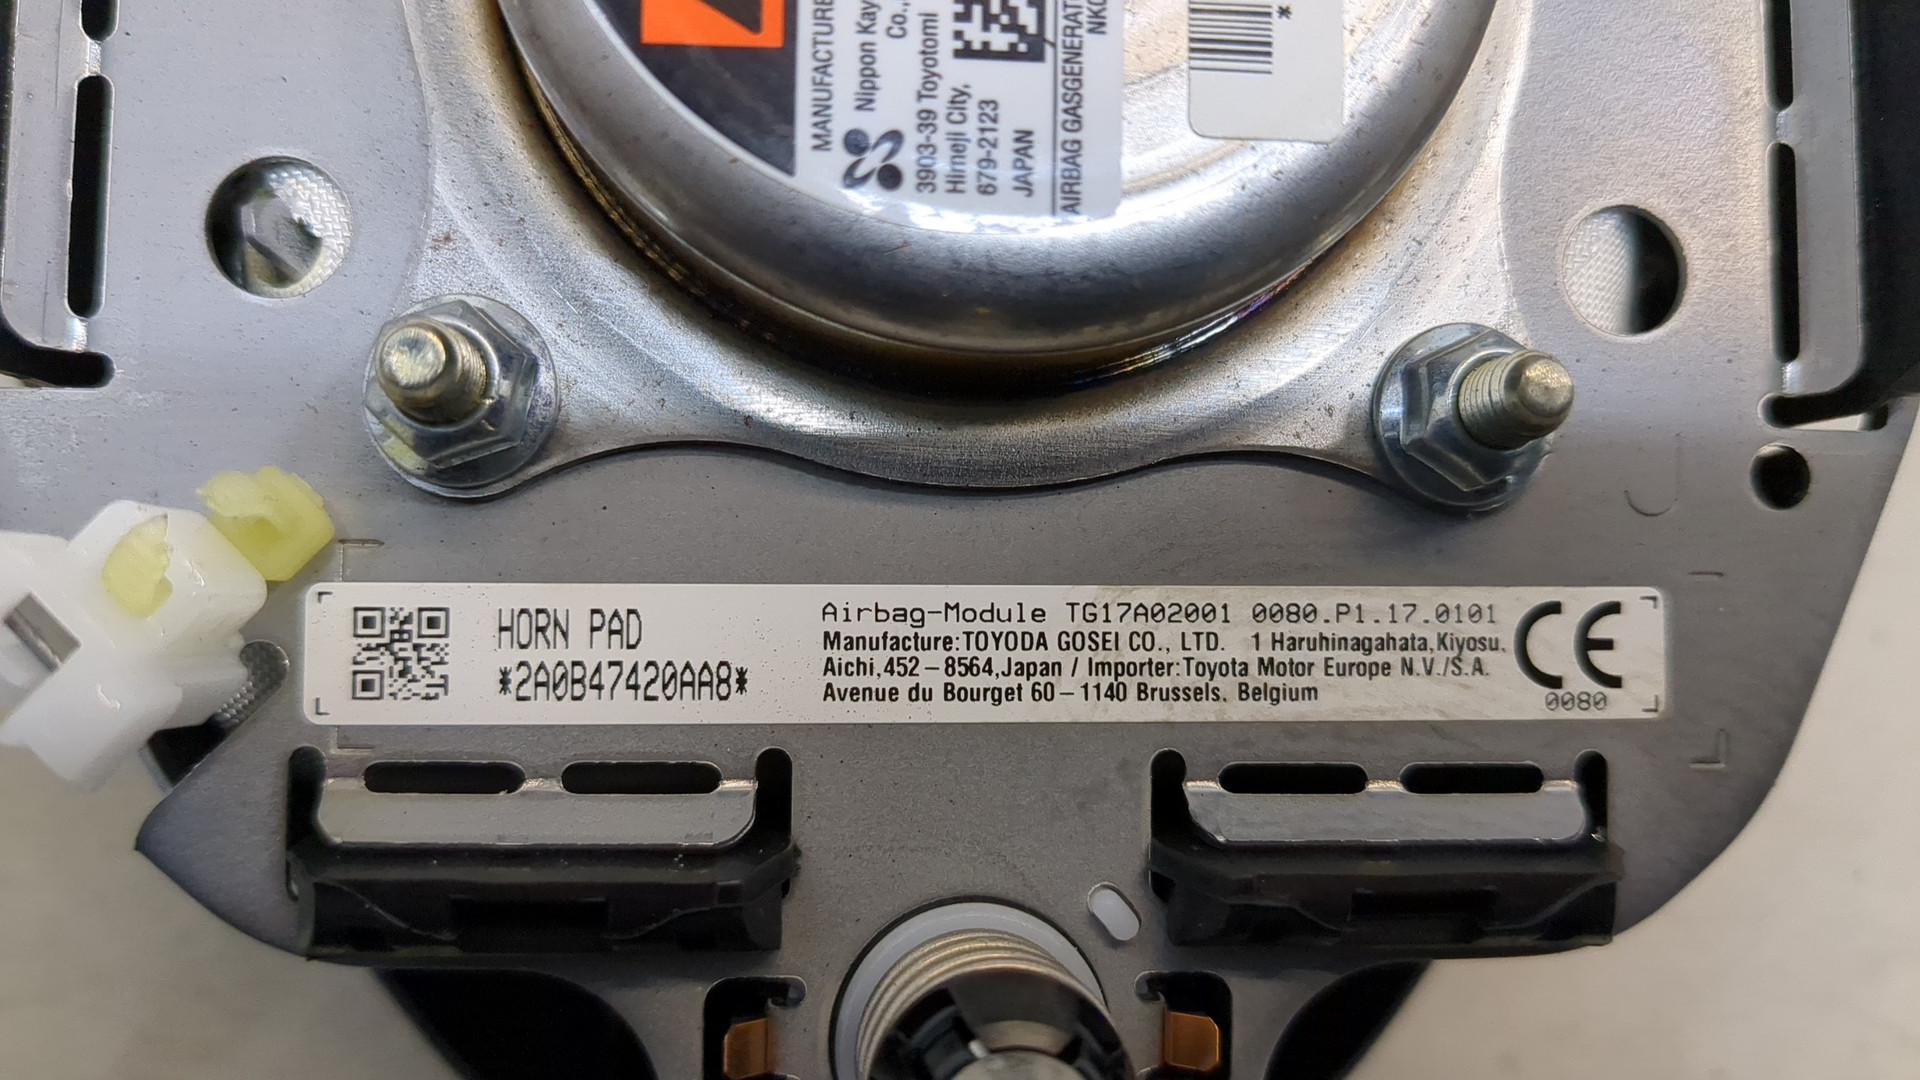 MANUFACTURE
Nippon Kay
Co.,
3903-39 Toyotomi
Himeji City,
679-2123
JAPAN
AIRBAG GASGENERAT
NKC
*
HORN PAD
*2A0B47420AA8*
Airbag-Module TG17A02001 0080.P1.17.0101
Manufacture:TOYODA GOSEI CO., LTD. 1 Haruhinagahata,Kiyosu.
Aichi,452-8564,Japan / Importer:Toyota Motor Europe N.V./S.A.
Avenue du Bourget 60-1140 Brussels. Belgium
CE
0080